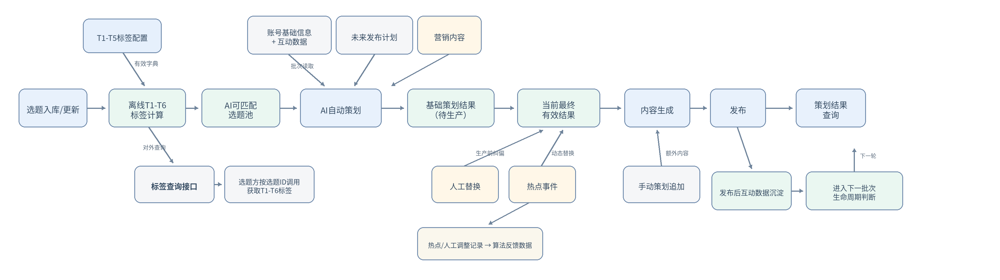 T1-T5标签配置
账号基础信息
+ 互动数据
未来发布计划
营销内容
有效字典
批次读取
选题入库/更新
离线T1-T6
标签计算
AI可匹配
选题池
AI自动策划
基础策划结果
（待生产）
当前最终
有效结果
内容生成
发布
策划结果
查询
对外查询
生产前纠偏
动态替换
额外内容
下一轮
标签查询接口
选题方按选题ID调用
获取T1-T6标签
人工替换
热点事件
手动策划追加
发布后互动数据沉淀
进入下一批次
生命周期判断
热点/人工调整记录 → 算法反馈数据